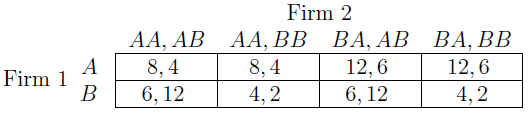 Firm 2
AA, AB AA, BB BA, AB BA, BB
Firm 1 A 8, 4 8, 4 12, 6 12, 6
B 6, 12 4, 2 6, 12 4, 2